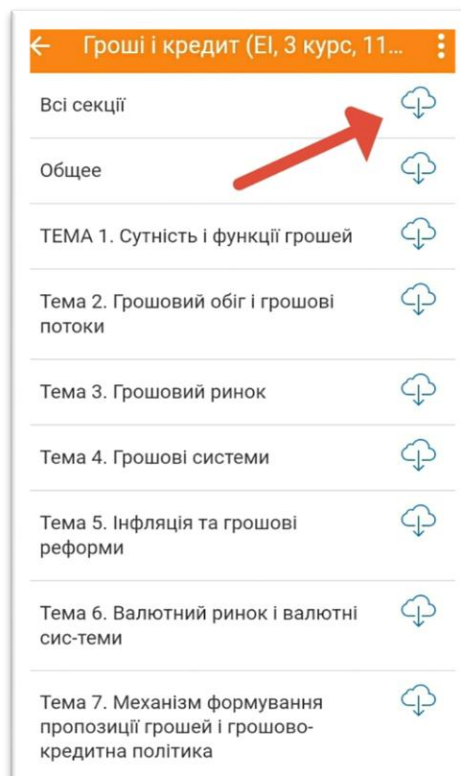 Гроші і кредит (ЕІ, 3 курс, 11...
Всі секції
Общее
ТЕМА 1. Сутність і функції грошей
Тема 2. Грошовий обіг і грошові
потоки
Тема 3. Грошовий ринок
Тема 4. Грошові системи
Тема 5. Інфляція та грошові
реформи
Тема 6. Валютний ринок і валютні
сис-теми
Тема 7. Механізм формування
пропозиції грошей і грошово-
кредитна політика